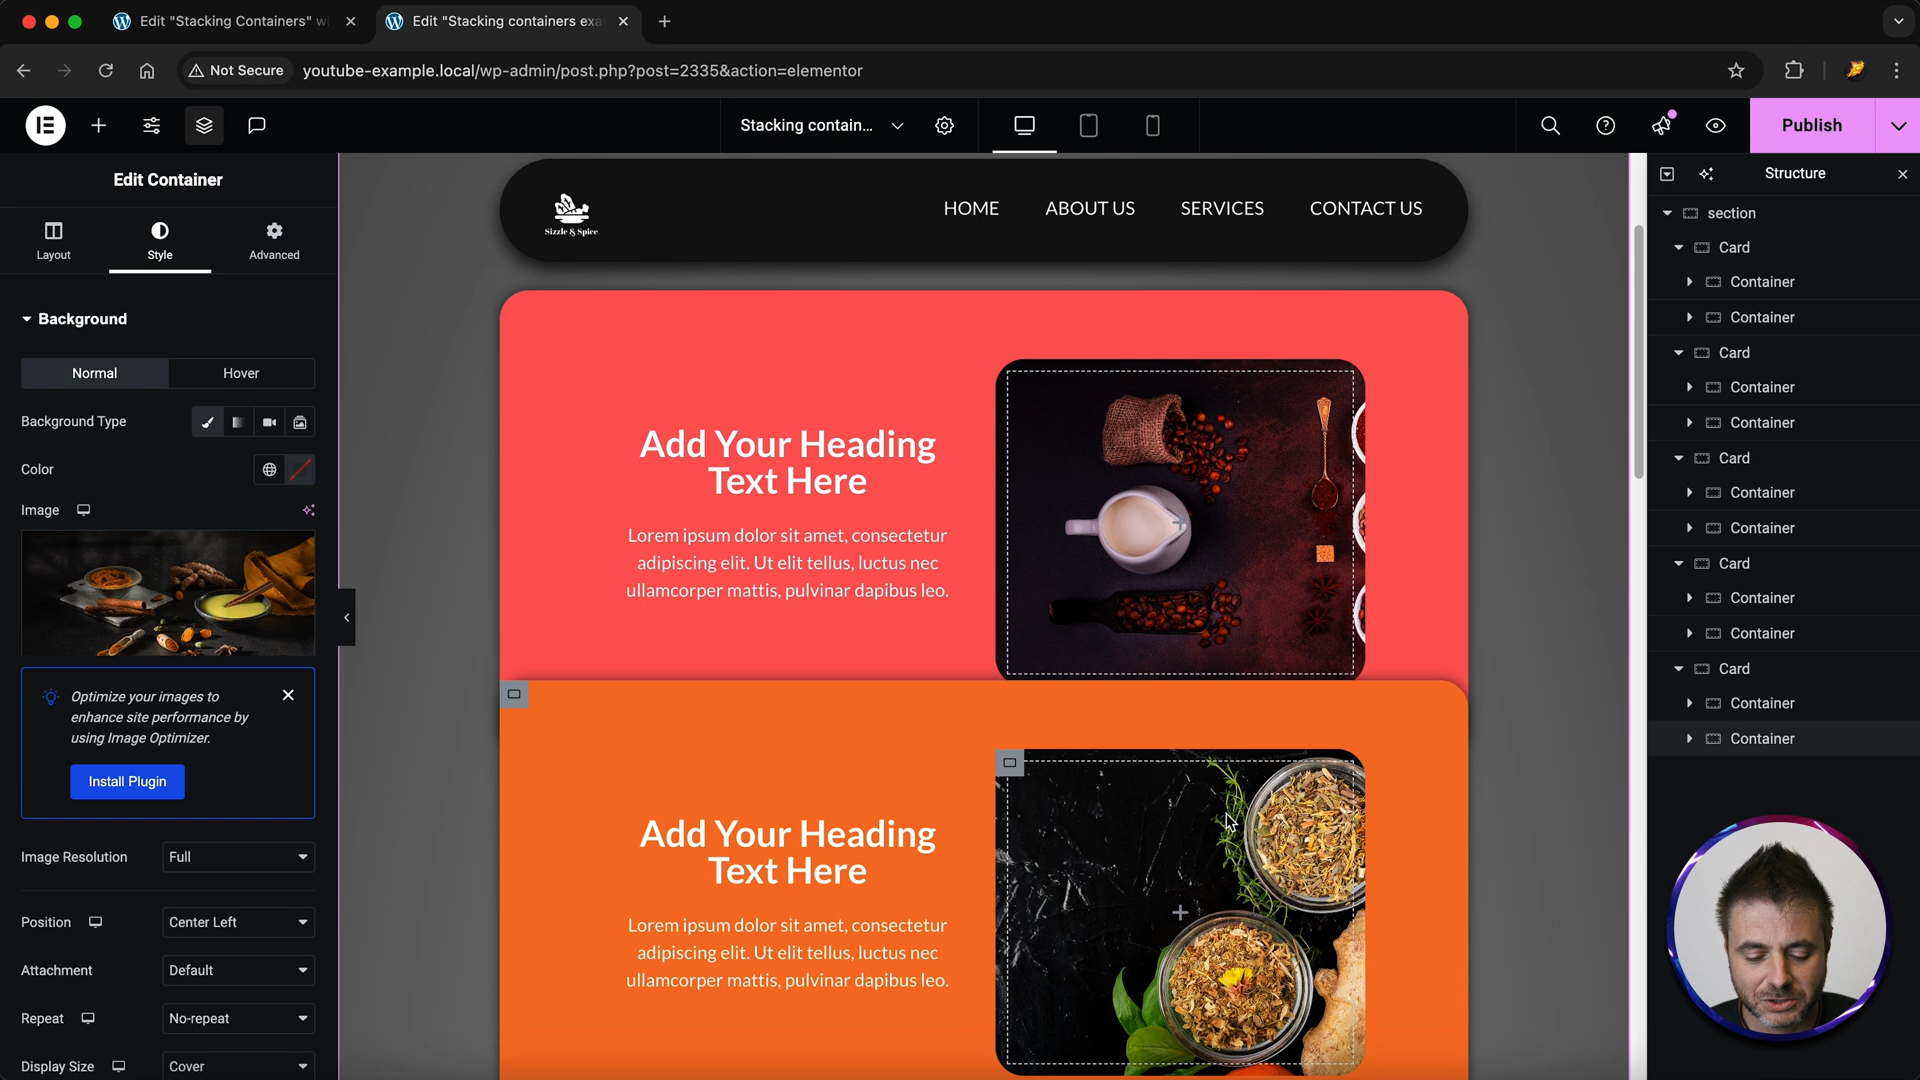 Edit "Stacking Containers" wi
Edit "Stacking containers exa
Not Secure
youtube-example.local/wp-admin/post.php?post=2335&action=elementor
Stacking contain...
Publish
Edit Container
Structure
Layout
Style
Advanced
Background
Normal
Hover
Background Type
Color
Image
Optimize your images to
enhance site performance by
using Image Optimizer.
Install Plugin
Image Resolution
Full
Position
Center Left
Attachment
Default
Repeat
No-repeat
Display Size
Cover
Sizzle & Spice
HOME
ABOUT US
SERVICES
CONTACT US
Add Your Heading
Text Here
Lorem ipsum dolor sit amet, consectetur
adipiscing elit. Ut elit tellus, luctus nec
ullamcorper mattis, pulvinar dapibus leo.
Add Your Heading
Text Here
Lorem ipsum dolor sit amet, consectetur
adipiscing elit. Ut elit tellus, luctus nec
ullamcorper mattis, pulvinar dapibus leo.
section
Card
Container
Container
Card
Container
Container
Card
Container
Container
Card
Container
Container
Card
Container
Container